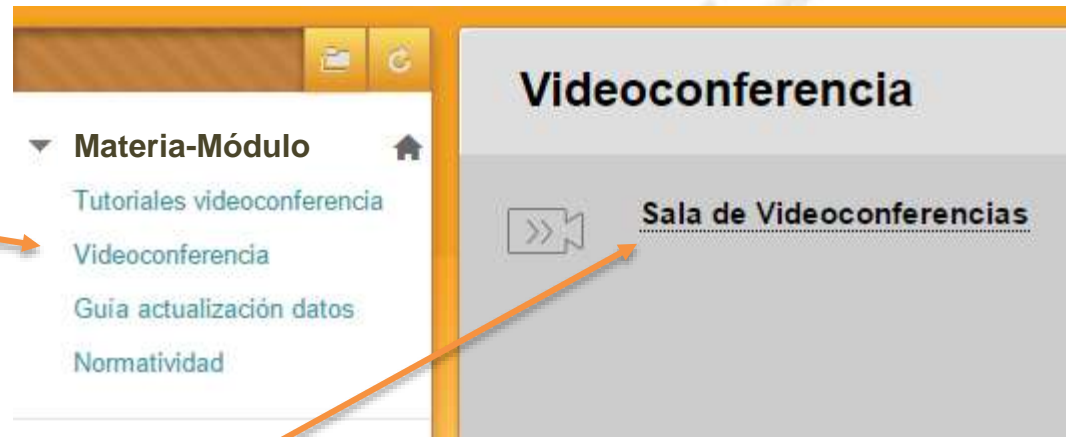 Materia-Módulo
Tutoriales videoconferencia
Videoconferencia
Guía actualización datos
Normatividad
Videoconferencia
Sala de Videoconferencias